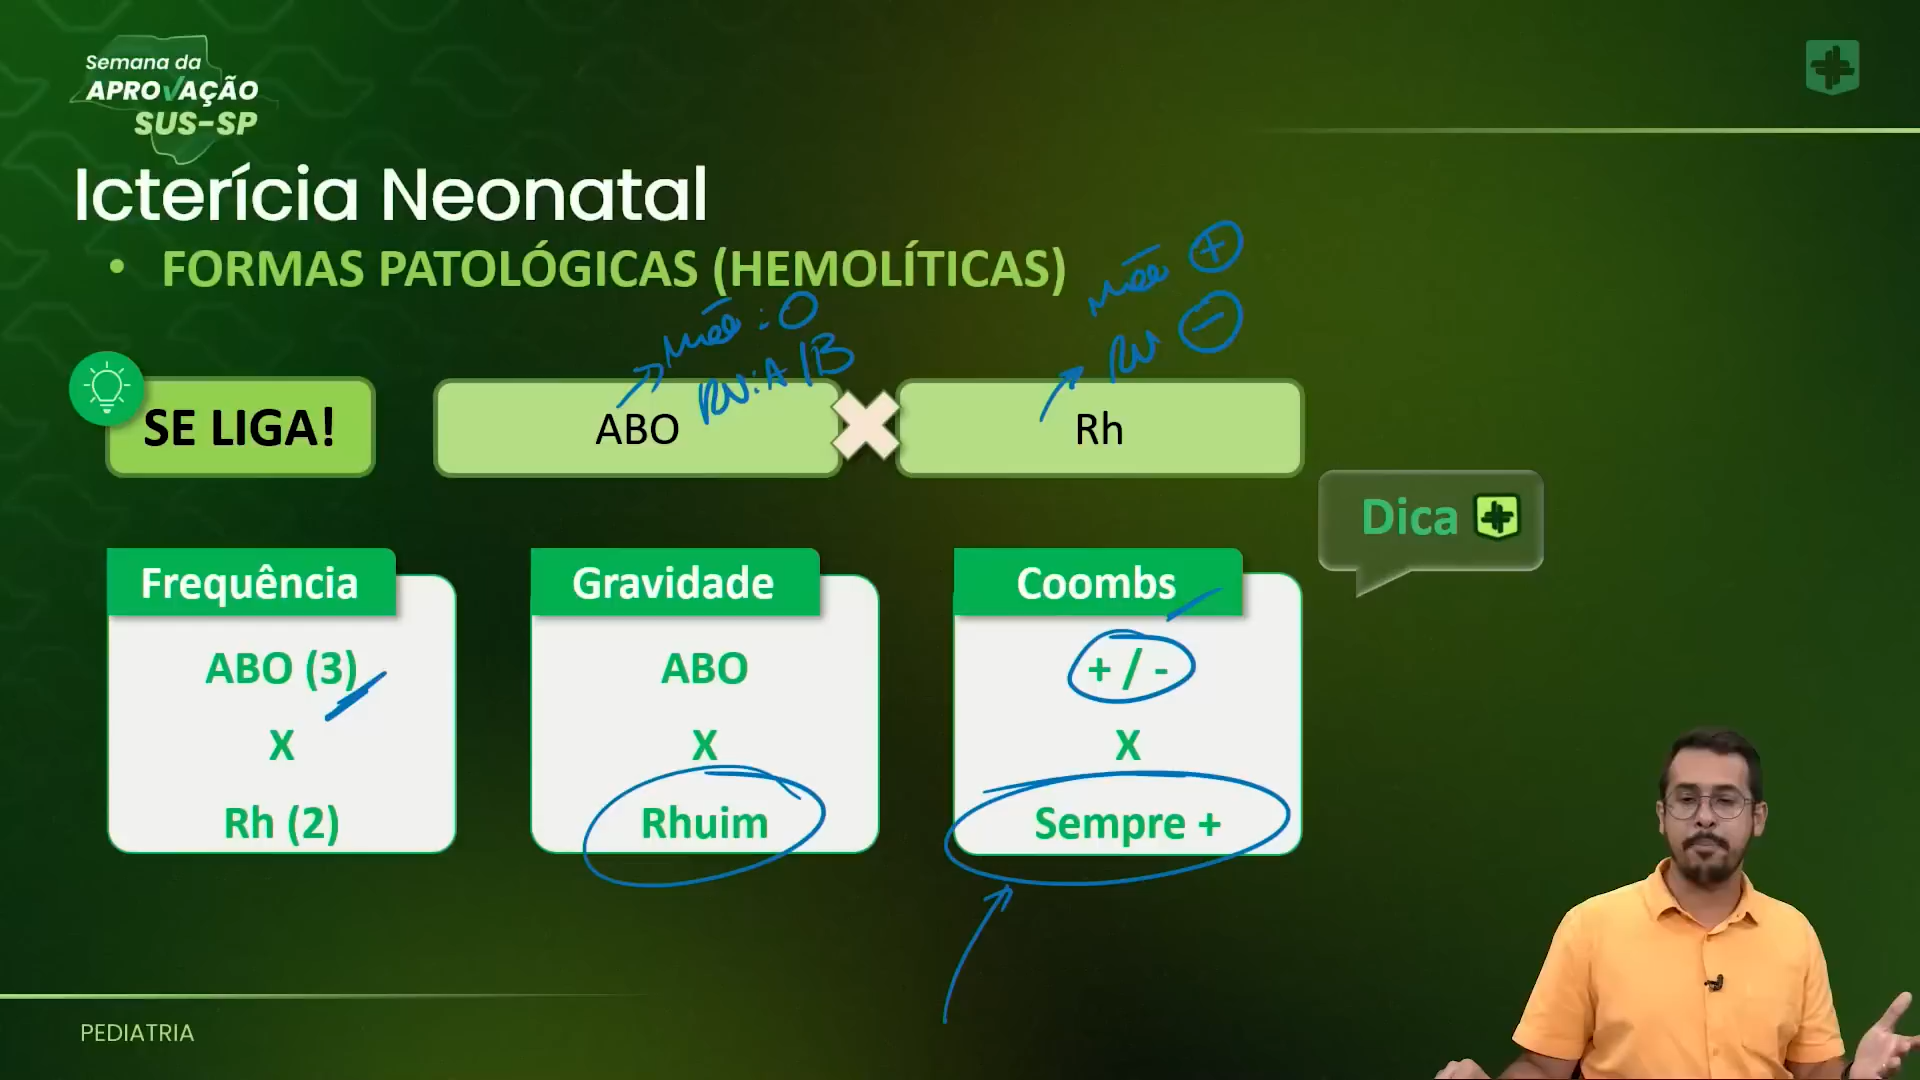 Semana da
APROVAÇÃO
SUS-SP
Icterícia Neonatal
• FORMAS PATOLÓGICAS (HEMOLÍTICAS)
mãe +
RN -
mãe: O
RN: A/B
SE LIGA!
ABO
Rh
Dica
Frequência
ABO (3)
X
Rh (2)
Gravidade
ABO
X
Rhuim
Coombs
+ / -
X
Sempre +
PEDIATRIA